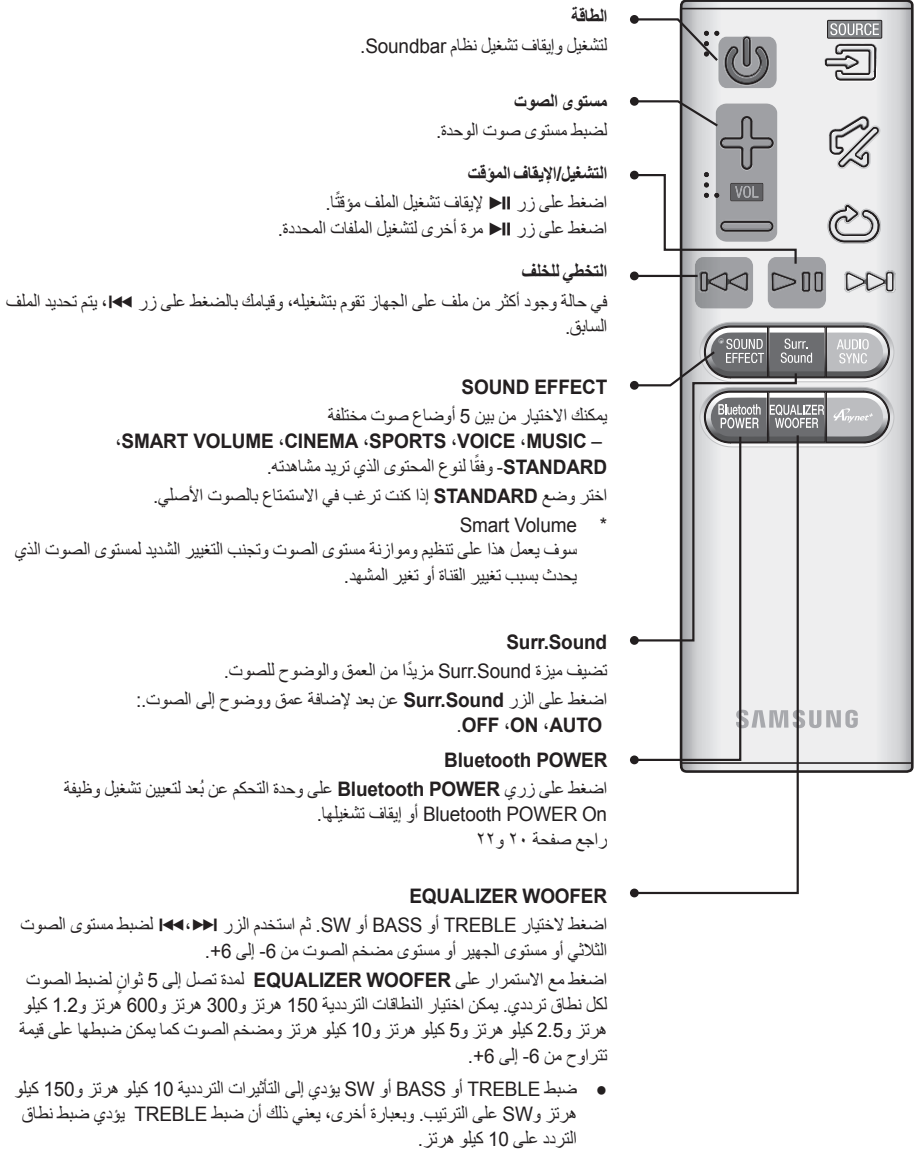 الطاقة
لتشغيل وإيقاف تشغيل نظام Soundbar.
مستوى الصوت
لضبط مستوى صوت الوحدة.
التشغيل/الإيقاف المؤقت
اضغط على زر ►II لإيقاف تشغيل الملف مؤقتًا.
اضغط على زر ►II مرة أخرى لتشغيل الملفات المحددة.
التخطي للخلف
في حالة وجود أكثر من ملف على الجهاز تقوم بتشغيله، وقيامك بالضغط على زر I◄◄، يتم تحديد الملف
السابق.
SOUND EFFECT
يمكنك الاختيار من بين 5 أوضاع صوت مختلفة
– MUSIC، VOICE، SPORTS، CINEMA، SMART VOLUME،
STANDARD- وفقًا لنوع المحتوى الذي تريد مشاهدته.
اختر وضع STANDARD إذا كنت ترغب في الاستمتاع بالصوت الأصلي.
* Smart Volume
سوف يعمل هذا على تنظيم وموازنة مستوى الصوت وتجنب التغيير الشديد لمستوى الصوت الذي
يحدث بسبب تغيير القناة أو تغير المشهد.
Surr.Sound
تضيف ميزة Surr.Sound مزيدًا من العمق والوضوح للصوت.
اضغط على الزر Surr.Sound عن بعد لإضافة عمق ووضوح إلى الصوت.:
OFF، ON، AUTO.
Bluetooth POWER
اضغط على زري Bluetooth POWER على وحدة التحكم عن بُعد لتعيين تشغيل وظيفة
Bluetooth POWER On أو إيقاف تشغيلها.
راجع صفحة ٢٠ و٢٢
EQUALIZER WOOFER
اضغط لاختيار TREBLE أو BASS أو SW. ثم استخدم الزر I◄◄،►►I لضبط مستوى الصوت
الثلاثي أو مستوى الجهير أو مستوى مضخم الصوت من 6- إلى 6+.
اضغط مع الاستمرار على EQUALIZER WOOFER لمدة تصل إلى 5 ثوانٍ لضبط الصوت
لكل نطاق ترددي. يمكن اختيار النطاقات الترددية 150 هرتز و300 هرتز و600 هرتز و1.2 كيلو
هرتز و2.5 كيلو هرتز و5 كيلو هرتز و10 كيلو هرتز ومضخم الصوت كما يمكن ضبطها على قيمة
تتراوح من 6- إلى 6+.
● ضبط TREBLE أو BASS أو SW يؤدي إلى التأثيرات الترددية 10 كيلو هرتز و150 كيلو
هرتز وSW على الترتيب. وبعبارة أخرى، يعني ذلك أن ضبط TREBLE يؤدي ضبط نطاق
التردد على 10 كيلو هرتز.
SOURCE
VOL
* SOUND
EFFECT
Surr.
Sound
AUDIO
SYNC
Bluetooth
POWER
EQUALIZER
WOOFER
Anynet+
SAMSUNG